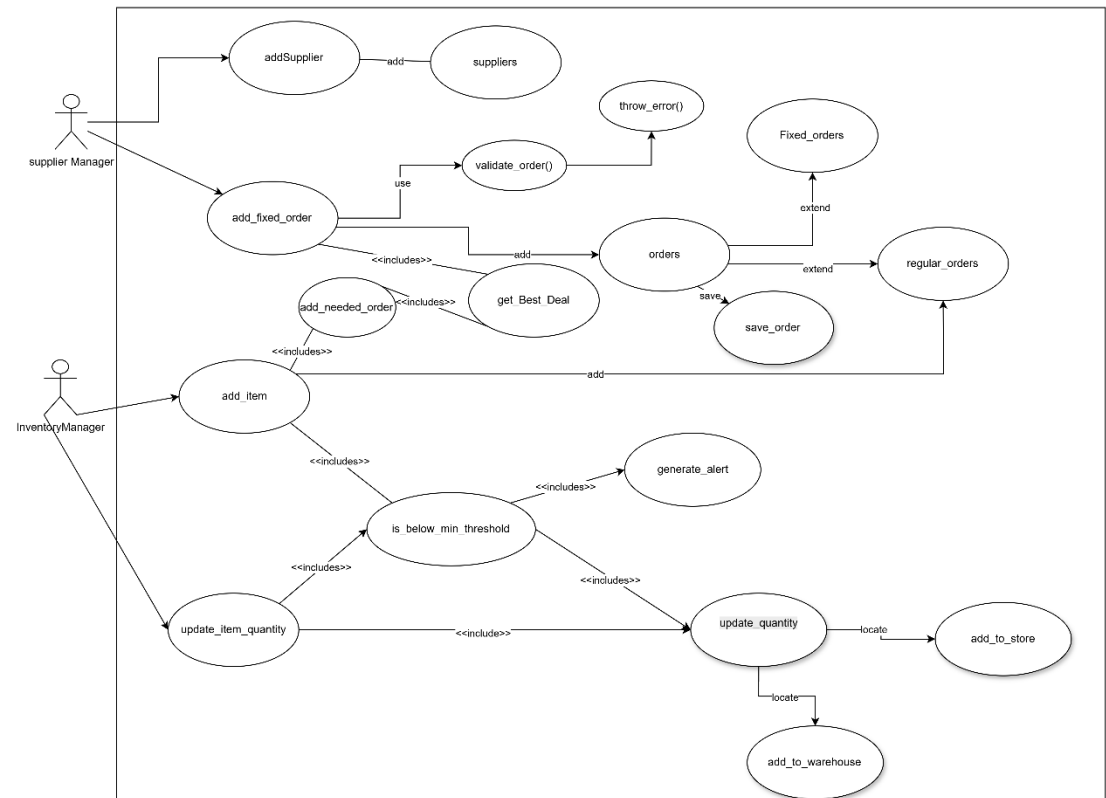 addSupplier
add
suppliers
throw_error()
supplier Manager
validate_order()
Fixed_orders
use
add_fixed_order
extend
<<includes>>
add
orders
extend
regular_orders
add_needed_order
<<includes>>
get_Best_Deal
save
save_order
<<includes>>
add_item
add
InventoryManager
<<includes>>
generate_alert
<<includes>>
is_below_min_threshold
<<includes>>
<<includes>>
update_item_quantity
<<include>>
update_quantity
locate
add_to_store
locate
add_to_warehouse